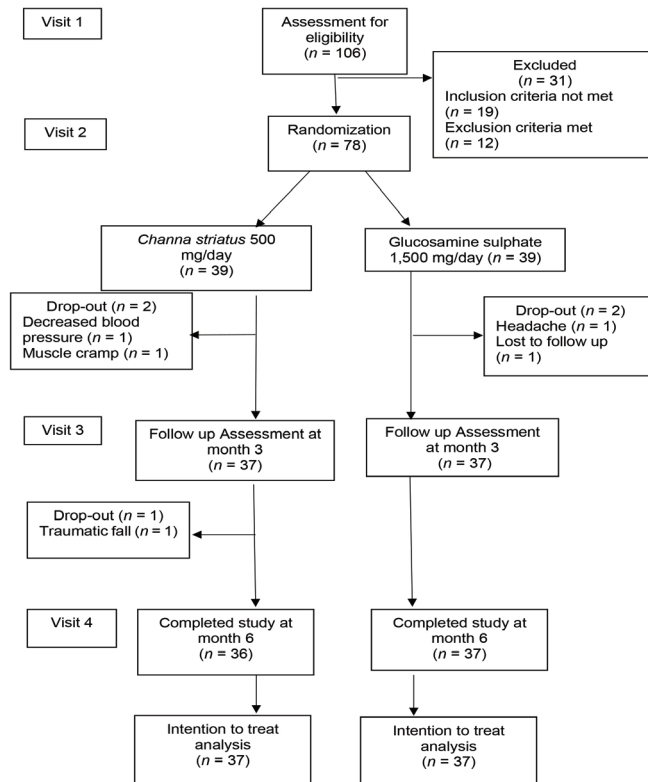 Visit 1
Assessment for
eligibility
(n = 106)
Excluded
(n = 31)
Inclusion criteria not met
(n = 19)
Exclusion criteria met
(n = 12)
Visit 2
Randomization
(n = 78)
Channa striatus 500
mg/day
(n = 39)
Glucosamine sulphate
1,500 mg/day (n = 39)
Drop-out (n = 2)
Decreased blood
pressure (n = 1)
Muscle cramp (n = 1)
Drop-out (n = 2)
Headache (n = 1)
Lost to follow up
(n = 1)
Visit 3
Follow up Assessment at
month 3
(n = 37)
Follow up Assessment
at month 3
(n = 37)
Drop-out (n = 1)
Traumatic fall (n = 1)
Visit 4
Completed study at
month 6
(n = 36)
Completed study at
month 6
(n = 37)
Intention to treat
analysis
(n = 37)
Intention to treat
analysis
(n = 37)